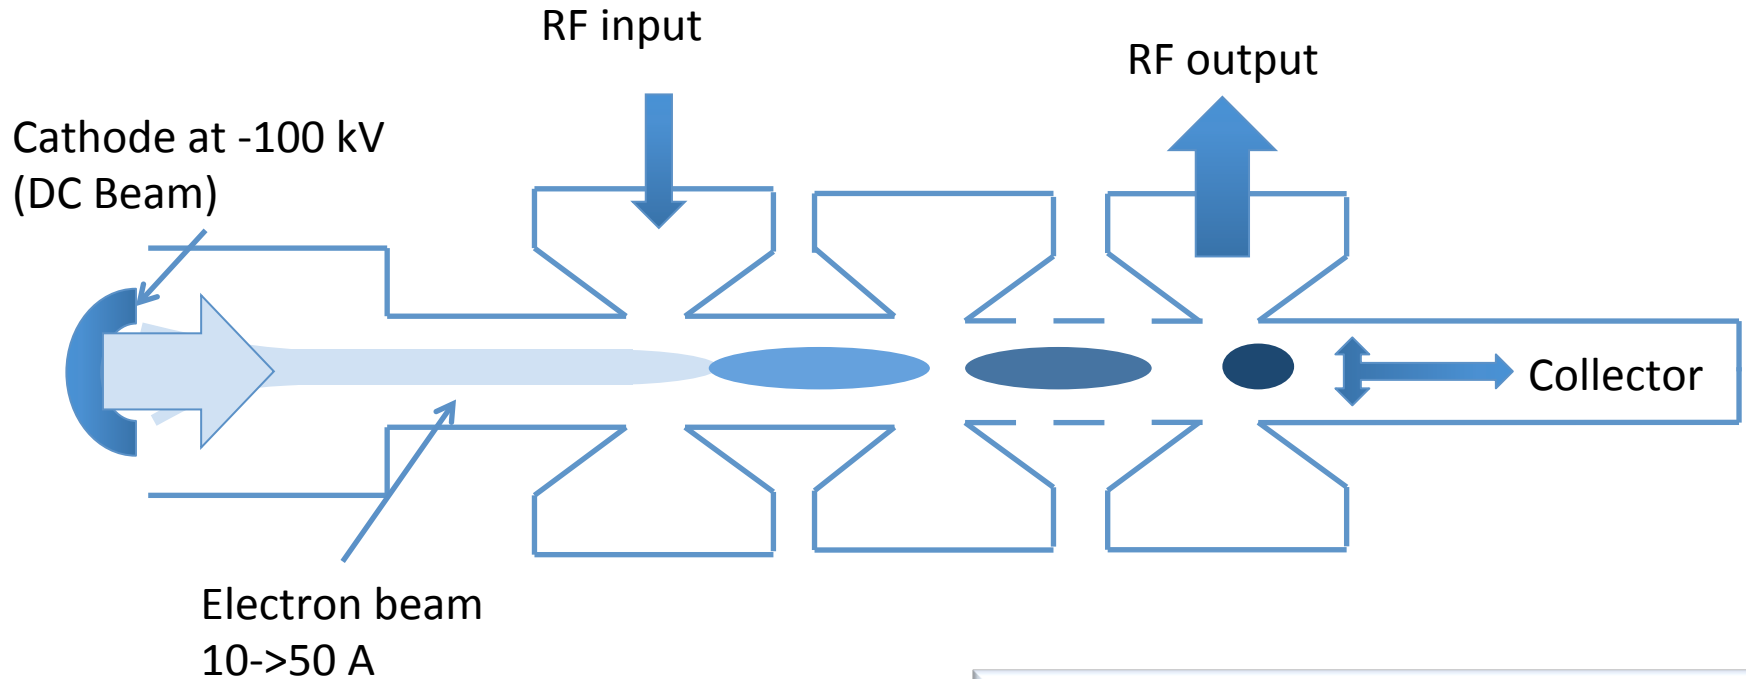 RF input
RF output
Cathode at -100 kV
(DC Beam)
Collector
Electron beam
10->50 A